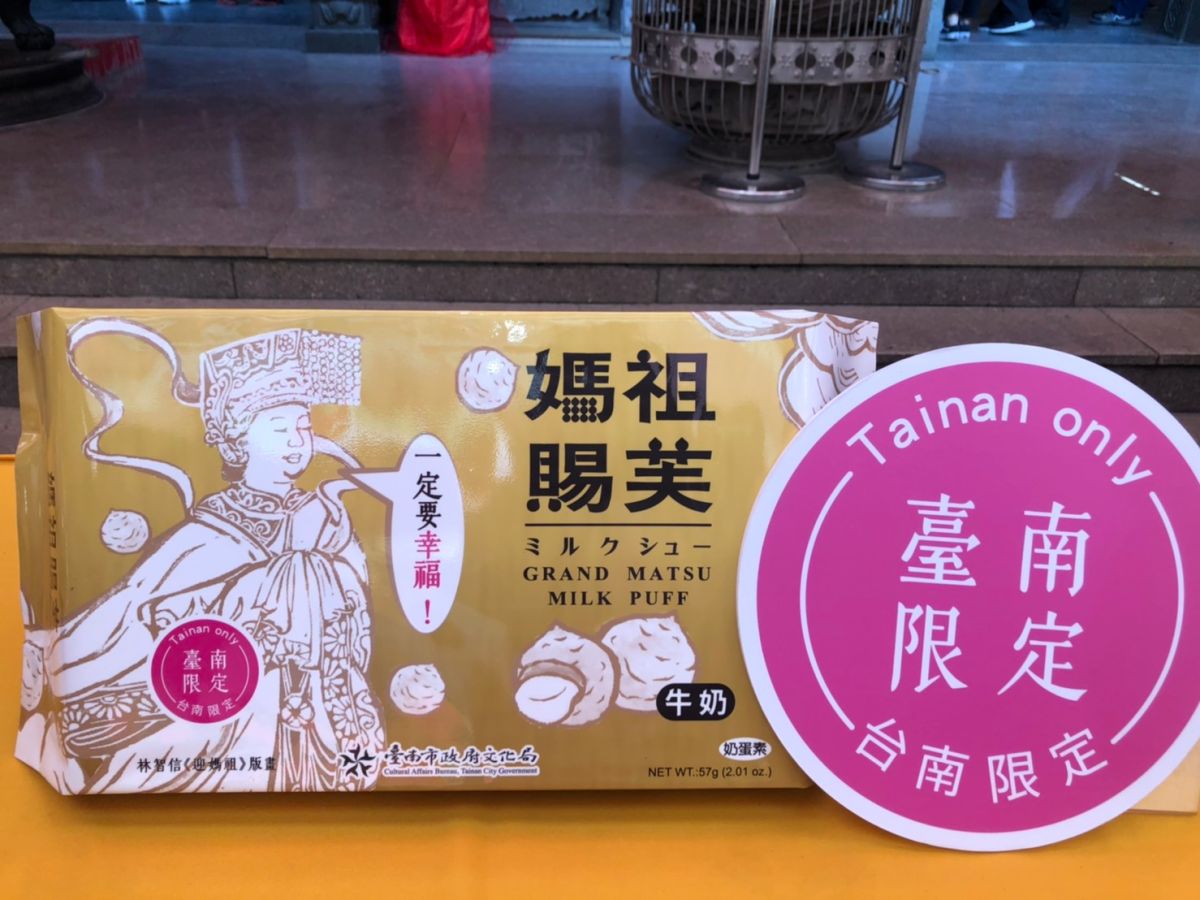 媽祖
賜芙
ミルクシュー
GRAND MATSU
MILK PUFF
牛奶
奶蛋素
NET WT.:57g (2.01 oz.)
一定要幸福！
Tainan only
臺南
限定
台南限定
林智信《迎媽祖》版畫
臺南市政府文化局
Cultural Affairs Bureau, Tainan City Government
Tainan only
臺南
限定
台南限定